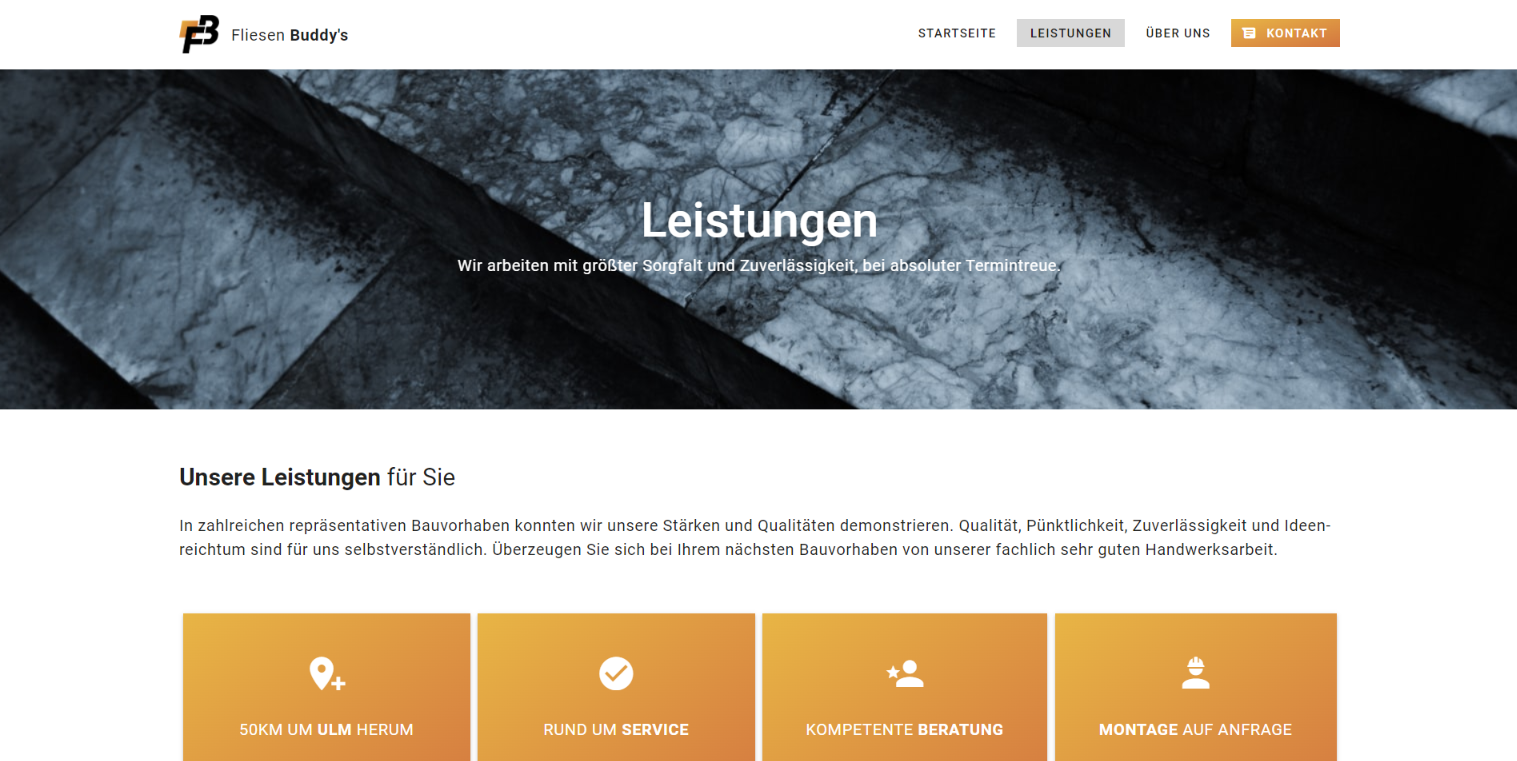 FB
Fliesen Buddy's
STARTSEITE
LEISTUNGEN
ÜBER UNS
KONTAKT
Leistungen
Wir arbeiten mit größter Sorgfalt und Zuverlässigkeit, bei absoluter Termintreue.
Unsere Leistungen für Sie
In zahlreichen repräsentativen Bauvorhaben konnten wir unsere Stärken und Qualitäten demonstrieren. Qualität, Pünktlichkeit, Zuverlässigkeit und Ideen-
reichtum sind für uns selbstverständlich. Überzeugen Sie sich bei Ihrem nächsten Bauvorhaben von unserer fachlich sehr guten Handwerksarbeit.
50KM UM ULM HERUM
RUND UM SERVICE
KOMPETENTE BERATUNG
MONTAGE AUF ANFRAGE